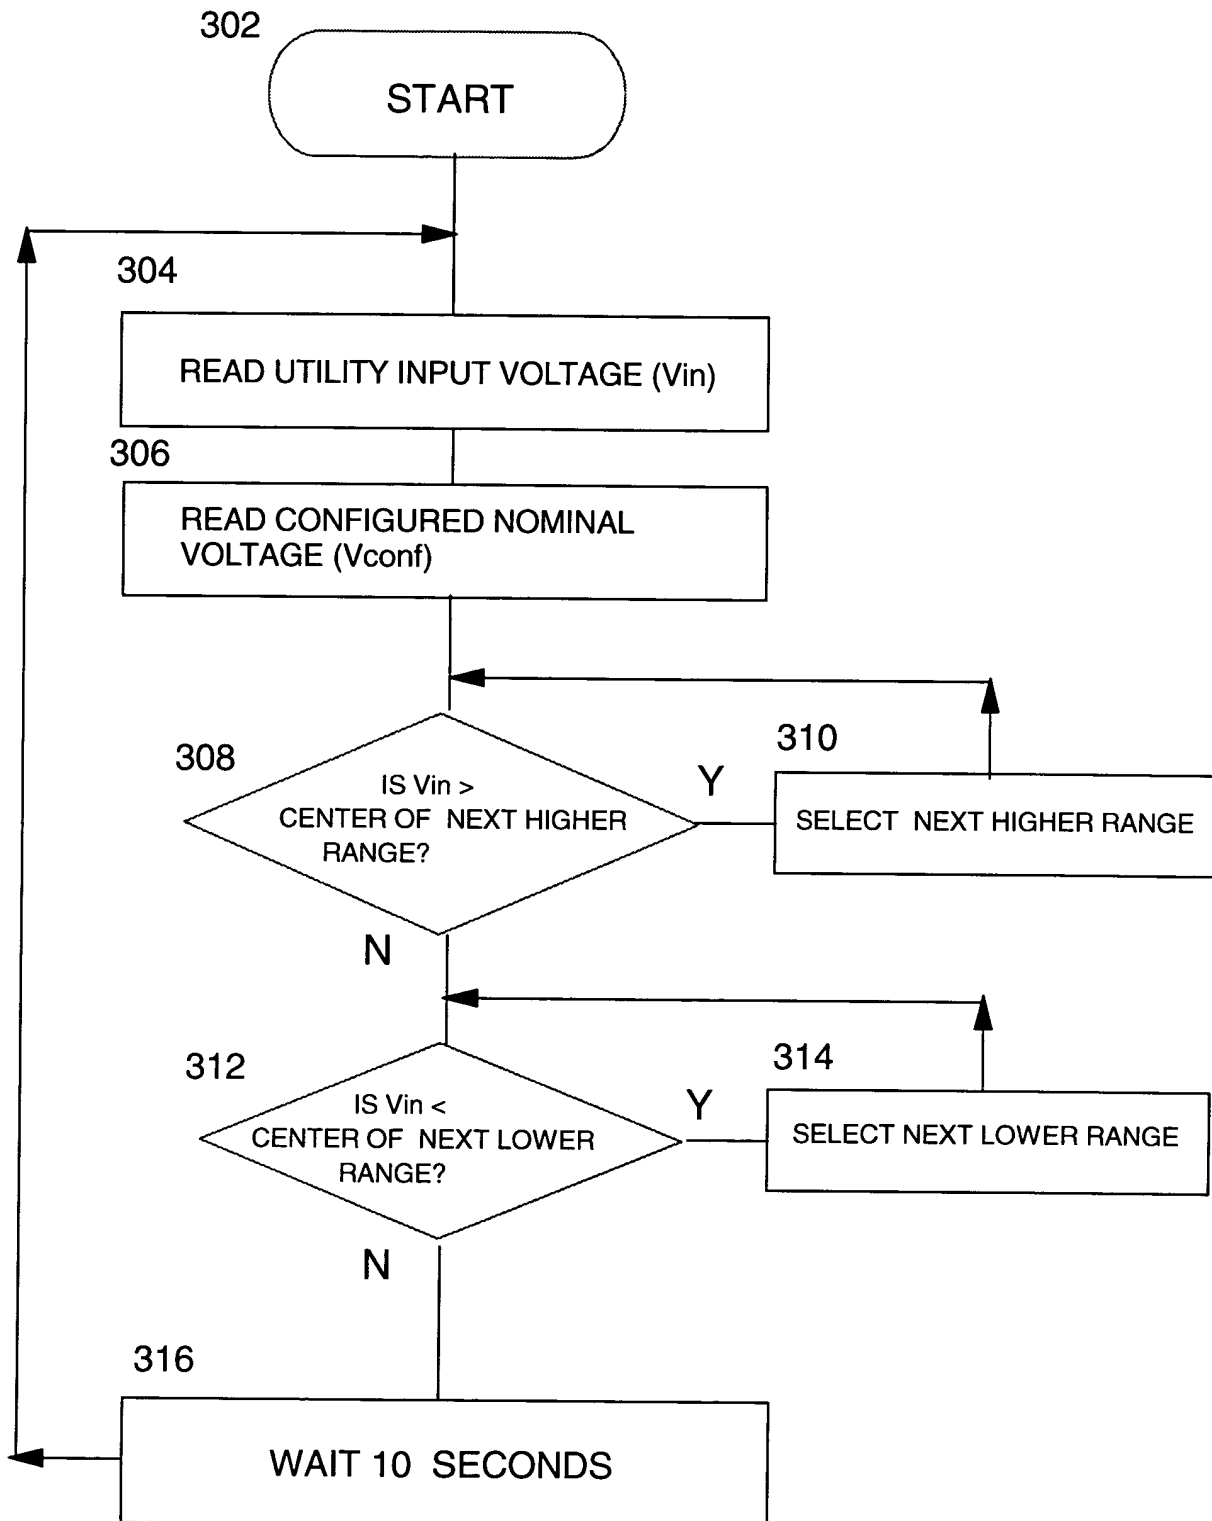 302
START
304
READ UTILITY INPUT VOLTAGE (Vin)
306
READ CONFIGURED NOMINAL
VOLTAGE (Vconf)
308
IS Vin >
CENTER OF NEXT HIGHER
RANGE?
Y
310
SELECT NEXT HIGHER RANGE
N
312
IS Vin <
CENTER OF NEXT LOWER
RANGE?
Y
314
SELECT NEXT LOWER RANGE
N
316
WAIT 10 SECONDS